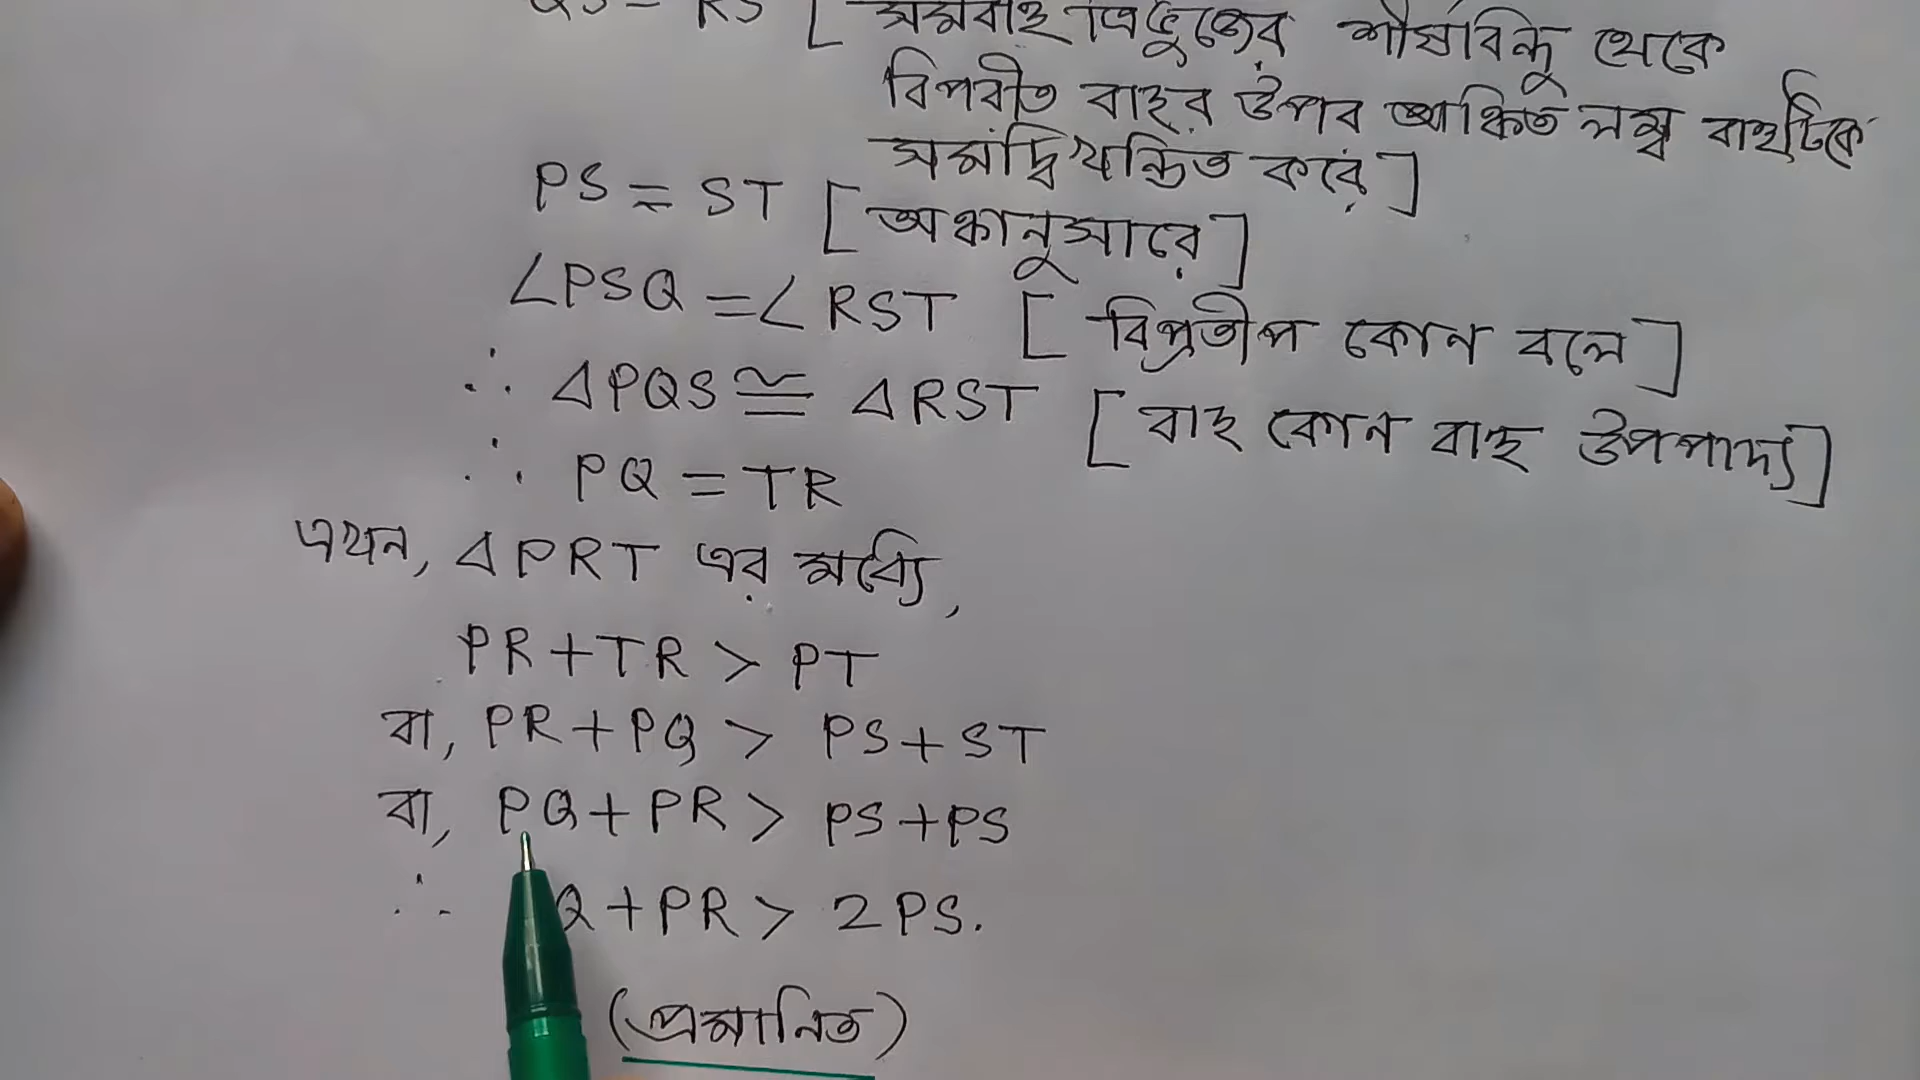 QS = RS [ সমবাহু ত্রিভুজের শীর্ষবিন্দু থেকে
বিপরীত বাহুর উপর অঙ্কিত লম্ব বাহুটিকে
সমদ্বিখন্ডিত করে ]
PS = ST [ অঙ্কানুসারে ]
∠PSQ = ∠RST [ বিপ্রতীপ কোন বলে ]
∴ ΔPQS ≅ ΔRST [ বাহু কোন বাহু উপপাদ্য ]
∴ PQ = TR
এখন, ΔPRT এর মধ্যে,
PR + TR > PT
বা, PR + PQ > PS + ST
বা, PQ + PR > PS + PS
∴ Q + PR > 2PS.
(প্রমানিত)